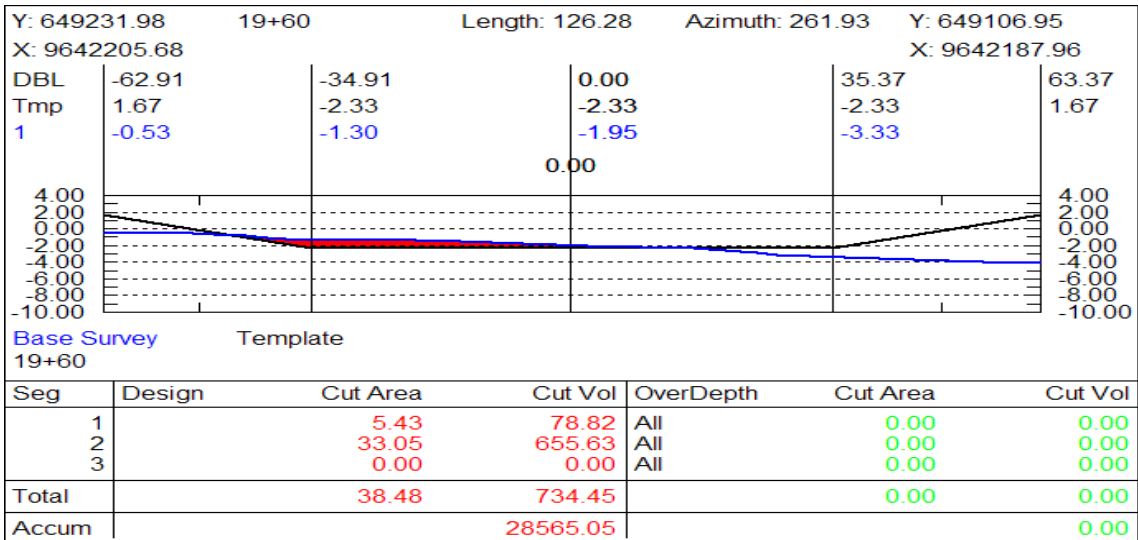 Y: 649231.98 19+60 Length: 126.28 Azimuth: 261.93 Y: 649106.95
X: 9642205.68 X: 9642187.96
DBL -62.91 -34.91 0.00 35.37 63.37
Tmp 1.67 -2.33 -2.33 -2.33 1.67
1 -0.53 -1.30 -1.95 -3.33
0.00
4.00 4.00
2.00 2.00
0.00 0.00
-2.00 -2.00
-4.00 -4.00
-6.00 -6.00
-8.00 -8.00
-10.00 -10.00
Base Survey Template
19+60
Seg Design Cut Area Cut Vol OverDepth Cut Area Cut Vol
1 5.43 78.82 All 0.00 0.00
2 33.05 655.63 All 0.00 0.00
3 0.00 0.00 All 0.00 0.00
Total 38.48 734.45 0.00 0.00
Accum 28565.05 0.00